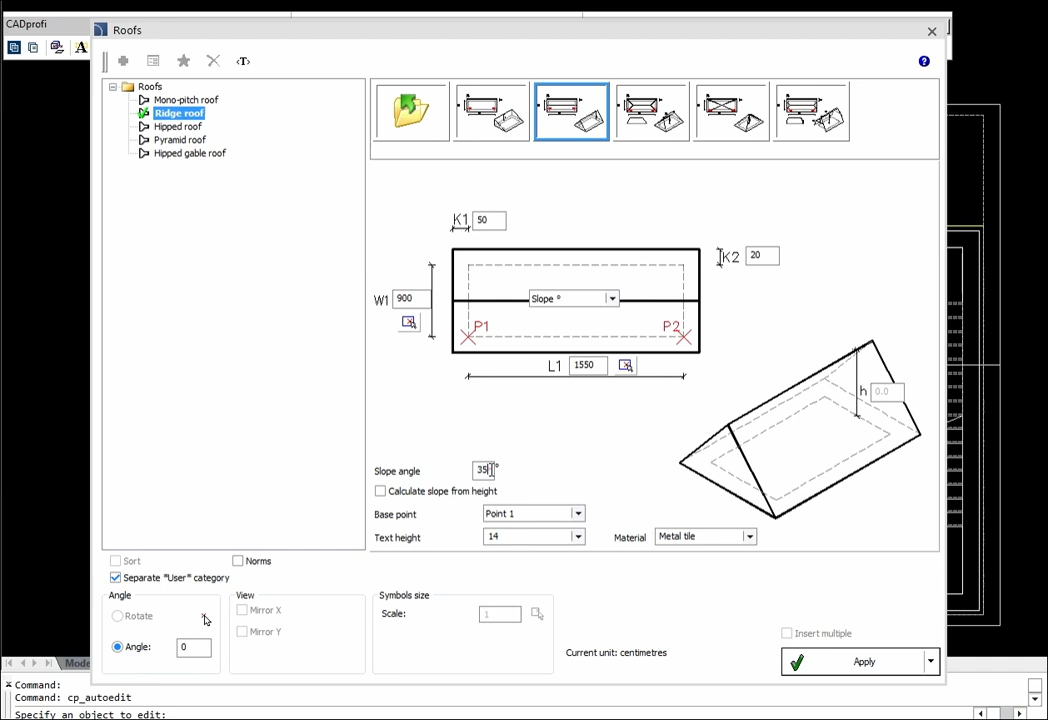 CADprofi
Roofs
A
<T>
?
Roofs
Mono-pitch roof
Ridge roof
Hipped roof
Pyramid roof
Hipped gable roof
K1 50
K2 20
W1 900
Slope °
P1 P2
L1 1550
h 0.0
Slope angle 35 °
Calculate slope from height
Base point Point 1
Text height 14 Material Metal tile
Sort Norms
Separate "User" category
Angle View Symbols size
Rotate Mirror X Scale: 1
Mirror Y Insert multiple
Angle: 0 Current unit: centimetres
Apply
Mode
Command:
Command: cp_autoedit
Specify an object to edit: